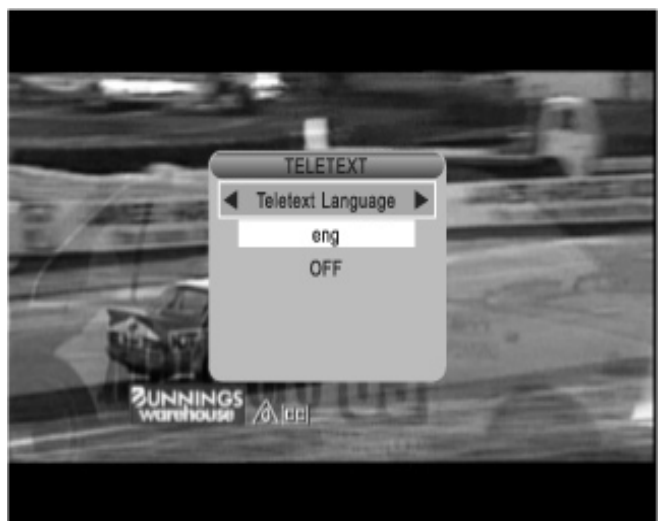 TELETEXT
Teletext Language
eng
OFF
BUNNINGS
warehouse